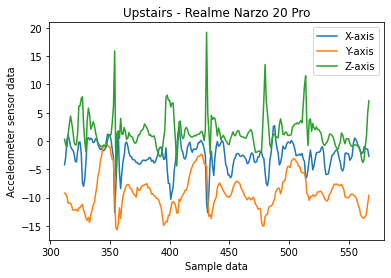 Upstairs - Realme Narzo 20 Pro
X-axis
Y-axis
Z-axis
Acceleometer sensor data
20
15
10
5
0
−5
−10
−15
300
350
400
450
500
550
Sample data